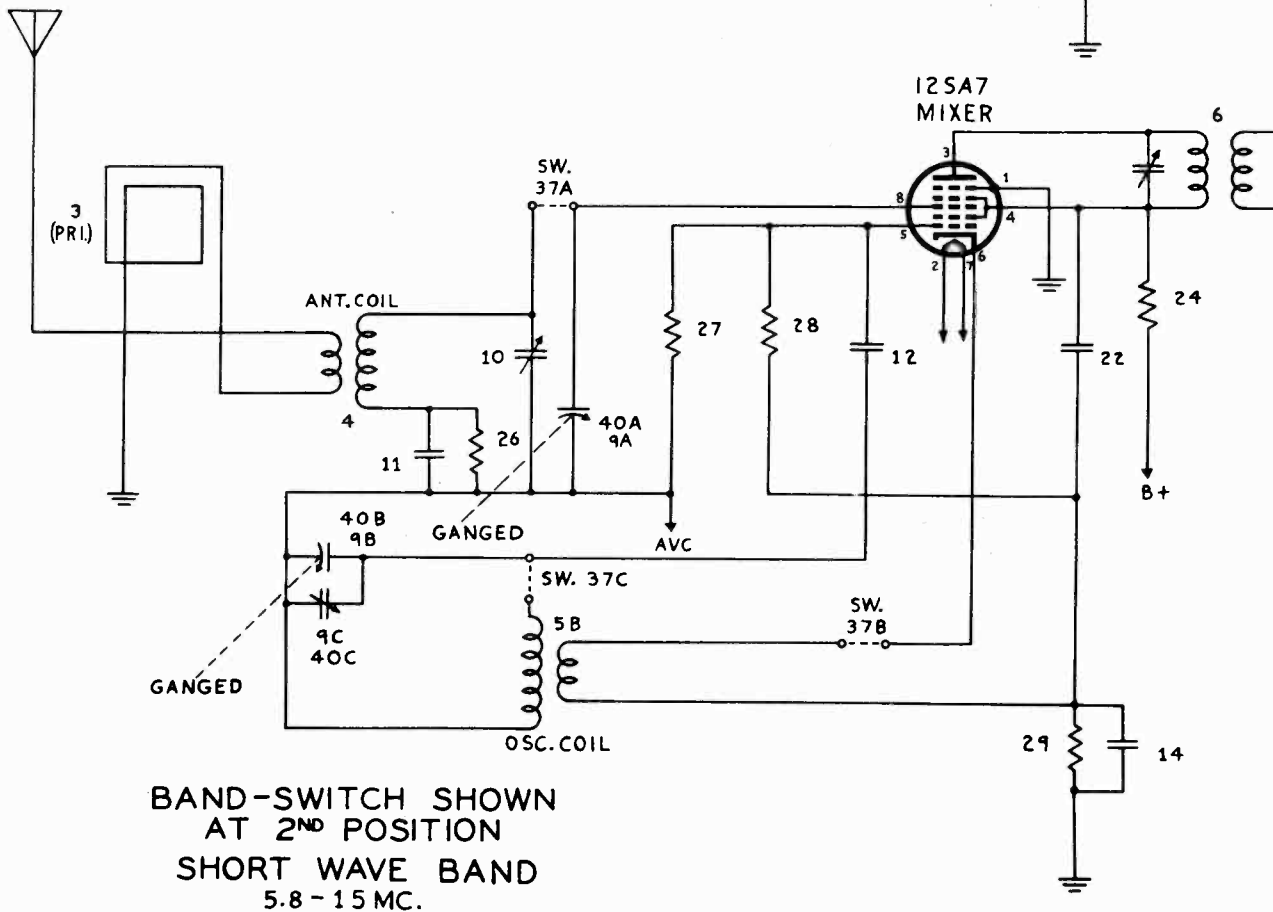 12SA7
MIXER
6
3
1
SW.
37A
8
4
3
(PRI.)
5
6
2
7
ANT. COIL
24
10
27
28
12
22
4
26
40A
9A
11
B+
40B
9B
GANGED
AVC
SW. 37C
SW.
37B
9C
40C
5B
GANGED
OSC. COIL
29
14
BAND-SWITCH SHOWN
AT 2ND POSITION
SHORT WAVE BAND
5.8-15 MC.